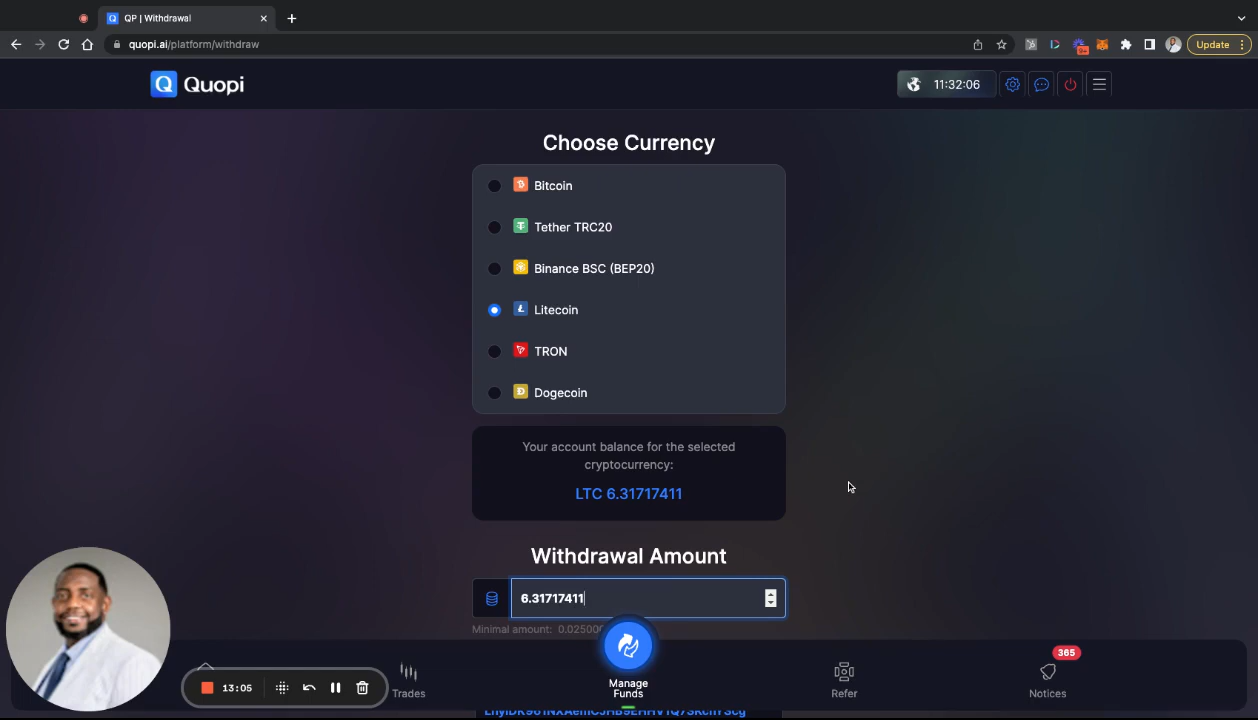 QP | Withdrawal
quopi.ai/platform/withdraw
9+
Update
Quopi
11:32:06
Choose Currency
Bitcoin
Tether TRC20
Binance BSC (BEP20)
Litecoin
TRON
Dogecoin
Your account balance for the selected
cryptocurrency:
LTC 6.31717411
Withdrawal Amount
6.31717411
Minimal amount: 0.02500
365
13:05
Trades
Manage
Funds
Refer
Notices